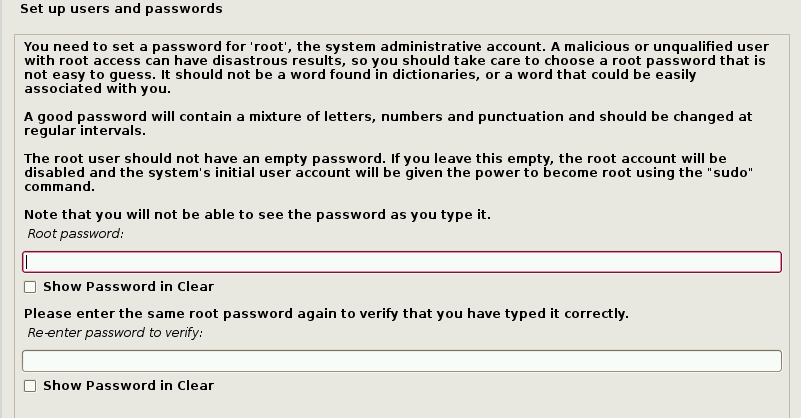 Set up users and passwords
You need to set a password for 'root', the system administrative account. A malicious or unqualified user
with root access can have disastrous results, so you should take care to choose a root password that is
not easy to guess. It should not be a word found in dictionaries, or a word that could be easily
associated with you.
A good password will contain a mixture of letters, numbers and punctuation and should be changed at
regular intervals.
The root user should not have an empty password. If you leave this empty, the root account will be
disabled and the system's initial user account will be given the power to become root using the "sudo"
command.
Note that you will not be able to see the password as you type it.
Root password:
Show Password in Clear
Please enter the same root password again to verify that you have typed it correctly.
Re-enter password to verify:
Show Password in Clear